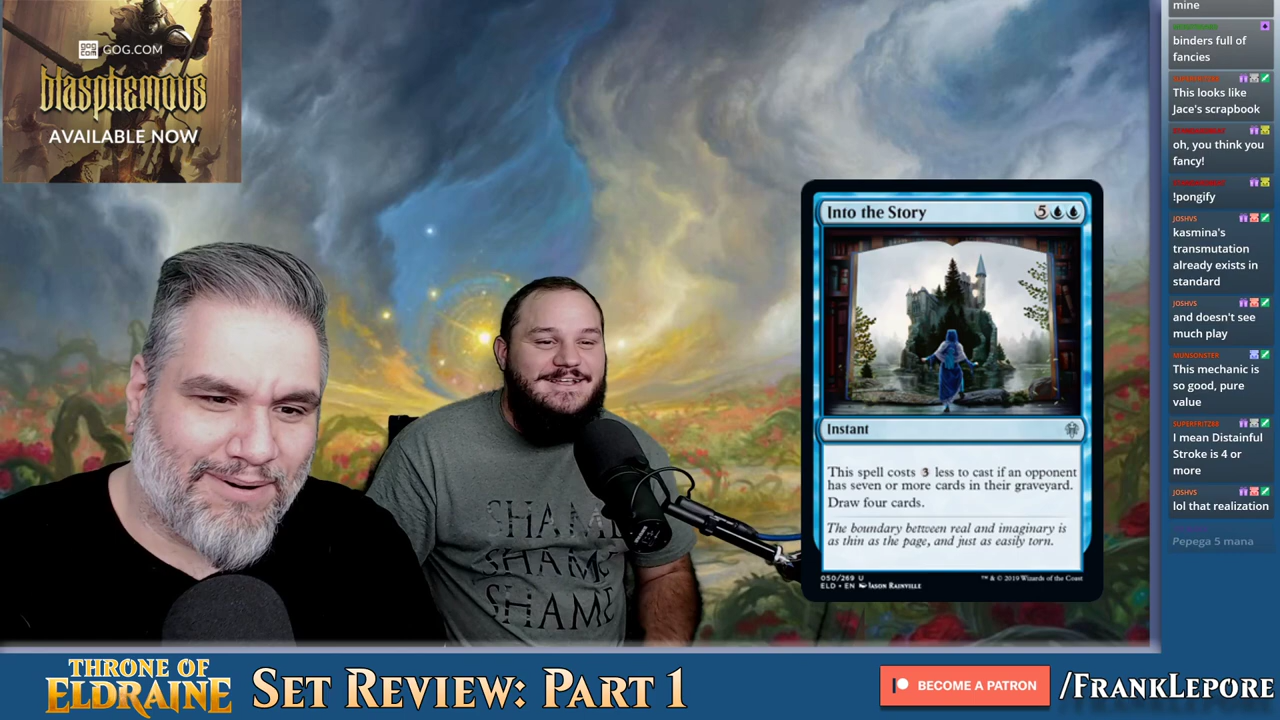 GOG.COM
blasphemous
AVAILABLE NOW
SHAME
SHAME
SHAME
Into the Story 5
Instant
This spell costs 3 less to cast if an opponent
has seven or more cards in their graveyard.
Draw four cards.
The boundary between real and imaginary is
as thin as the page, and just as easily torn.
050/269 U
ELD • EN Jason Rainville
™ & © 2019 Wizards of the Coast
mine
binders full of
fancies
This looks like
Jace's scrapbook
oh, you think you
fancy!
!pongify
JOSHVS
kasmina's
transmutation
already exists in
standard
JOSHVS
and doesn't see
much play
MUNSONSTER
This mechanic is
so good, pure
value
SUPERFRITZ88
I mean Distainful
Stroke is 4 or
more
JOSHVS
lol that realization
Pepega 5 mana
THRONE OF
ELDRAINE
SET REVIEW: PART 1
BECOME A PATRON
/FRANKLEPORE